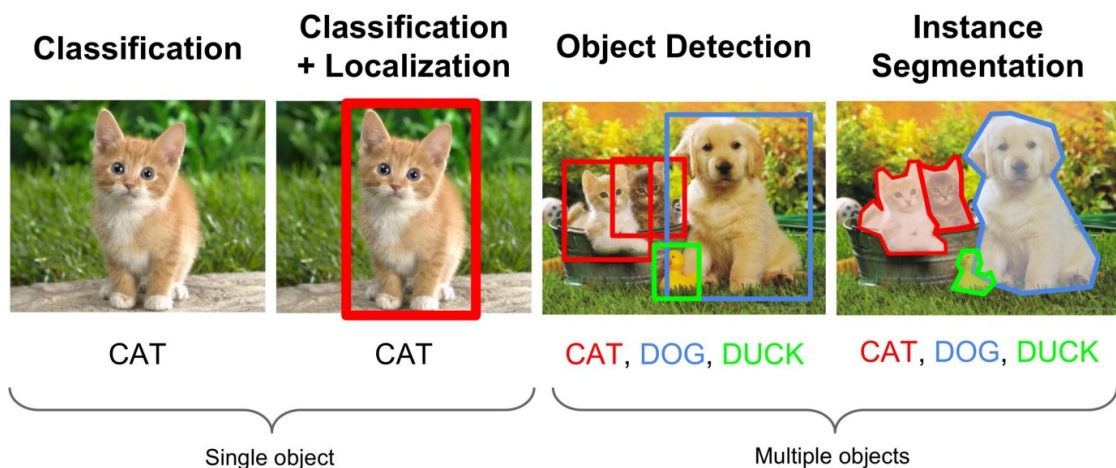 Classification
Classification
+ Localization
Object Detection
Instance
Segmentation
CAT
CAT
CAT, DOG, DUCK
CAT, DOG, DUCK
Single object
Multiple objects